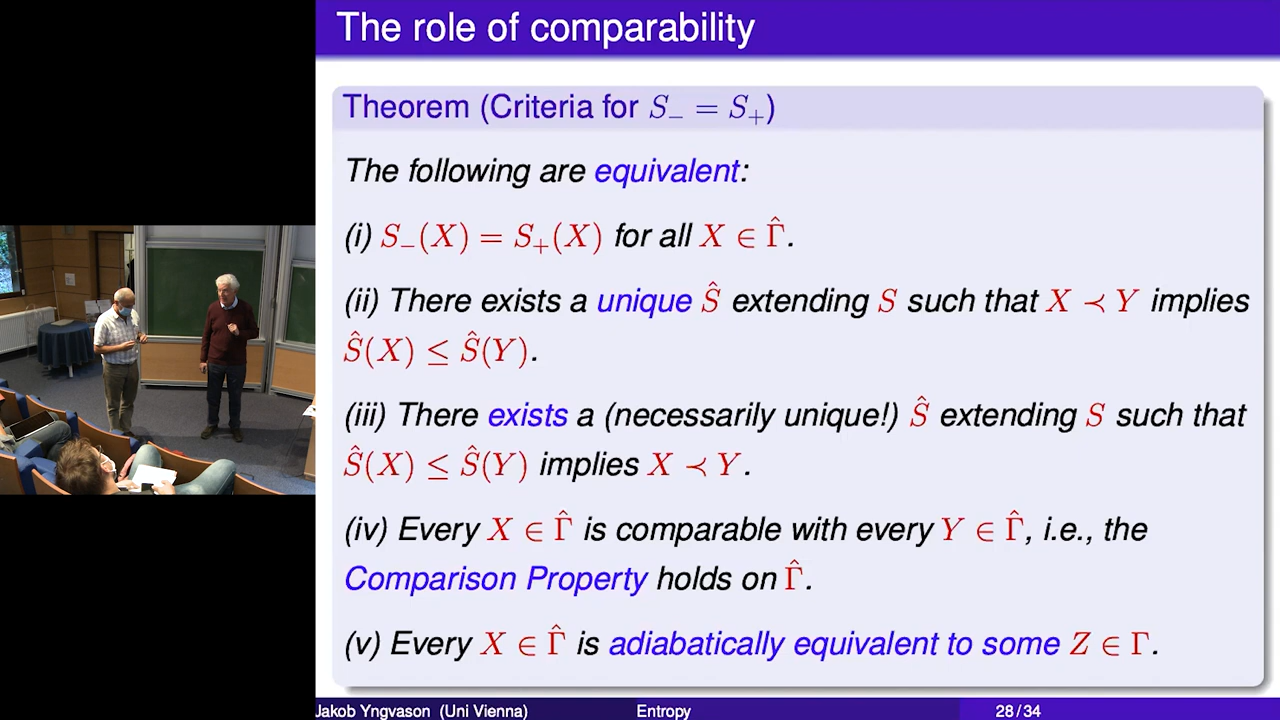 The role of comparability
Theorem (Criteria for S₋ = S₊)
The following are equivalent:
(i) S₋(X) = S₊(X) for all X ∈ Γ̂.
(ii) There exists a unique Ŝ extending S such that X ≺ Y implies
Ŝ(X) ≤ Ŝ(Y).
(iii) There exists a (necessarily unique!) Ŝ extending S such that
Ŝ(X) ≤ Ŝ(Y) implies X ≺ Y.
(iv) Every X ∈ Γ̂ is comparable with every Y ∈ Γ̂, i.e., the
Comparison Property holds on Γ̂.
(v) Every X ∈ Γ̂ is adiabatically equivalent to some Z ∈ Γ.
Jakob Yngvason (Uni Vienna) Entropy 28 / 34